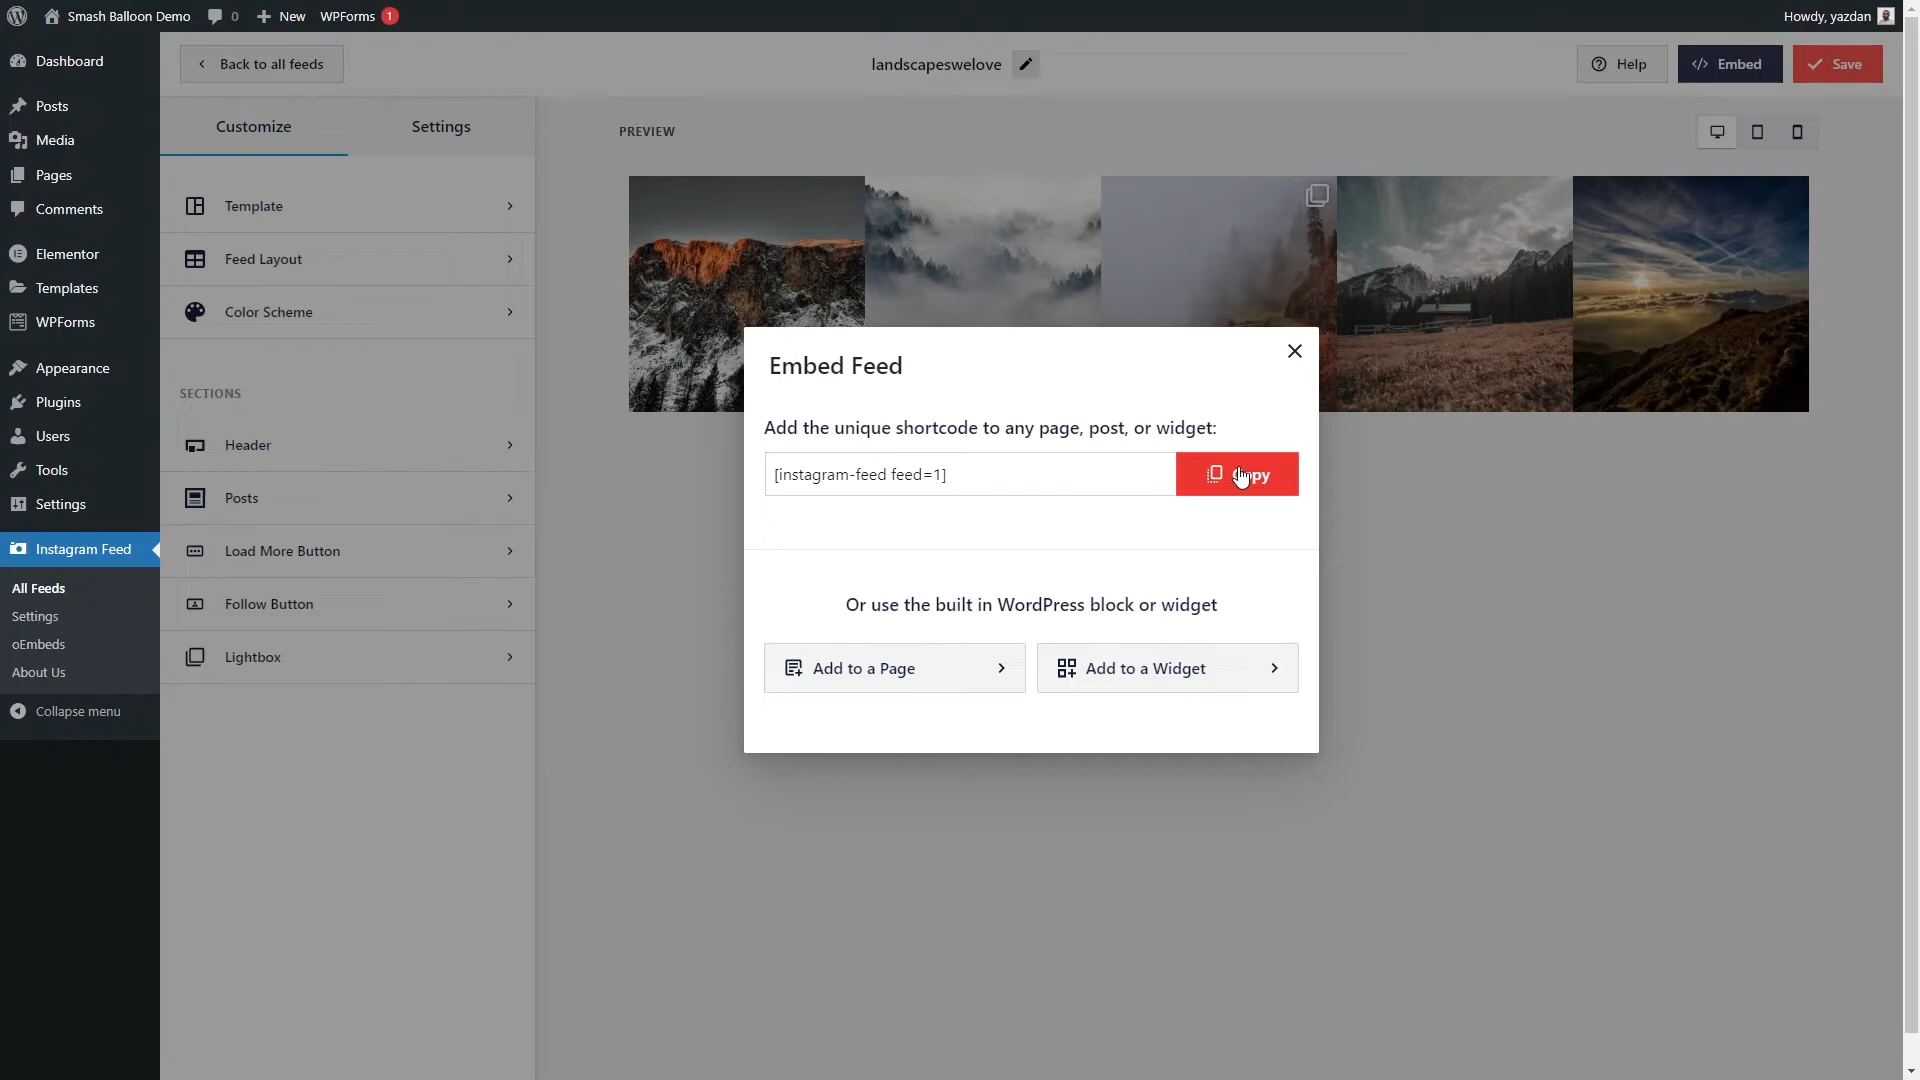 Smash Balloon Demo 0 New WPForms 1 Howdy, yazdan
Dashboard
Posts
Media
Pages
Comments
Elementor
Templates
WPForms
Appearance
Plugins
Users
Tools
Settings
Instagram Feed
All Feeds
Settings
oEmbeds
About Us
Collapse menu
Back to all feeds
landscapeswelove
Help
Embed
Save
Customize Settings
Template
Feed Layout
Color Scheme
SECTIONS
Header
Posts
Load More Button
Follow Button
Lightbox
PREVIEW
Embed Feed
Add the unique shortcode to any page, post, or widget:
[instagram-feed feed=1]
Or use the built in WordPress block or widget
Add to a Page
Add to a Widget